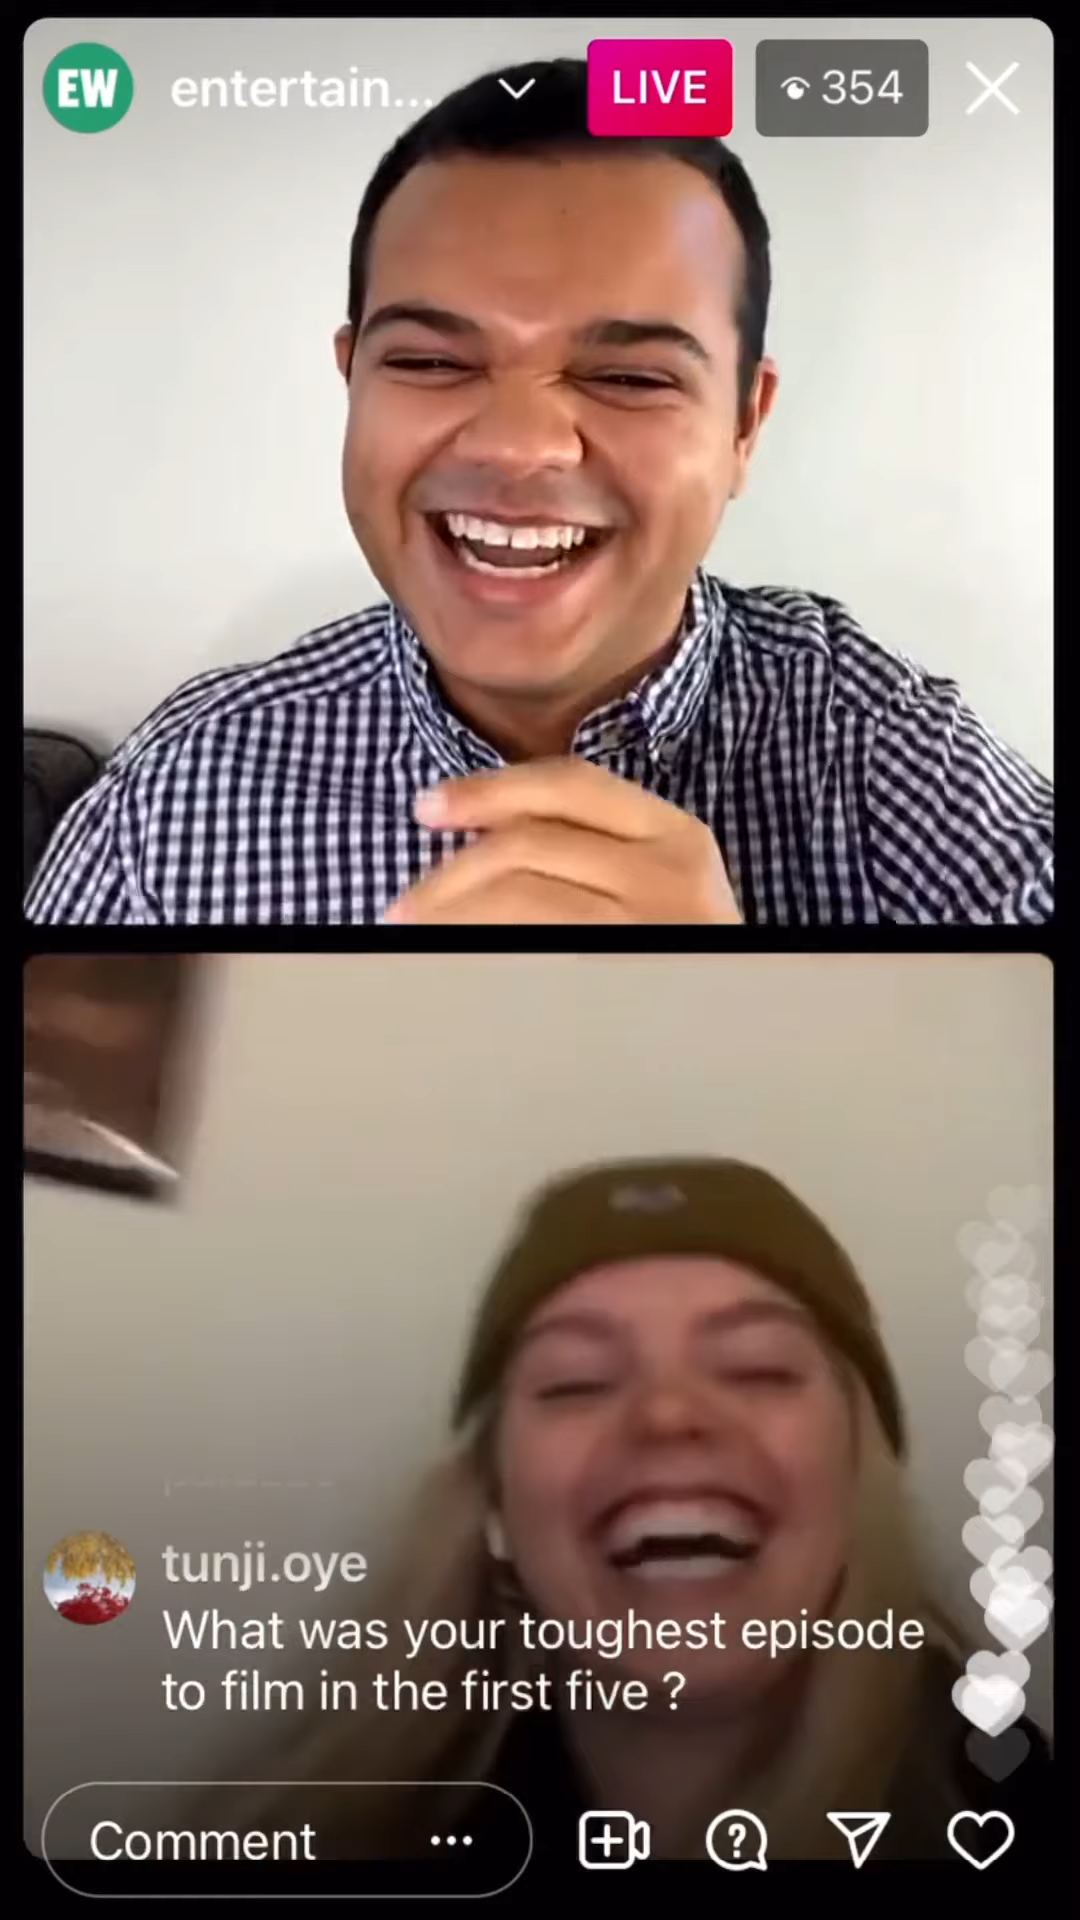 EW entertain... LIVE 354
tunji.oye
What was your toughest episode
to film in the first five ?
Comment